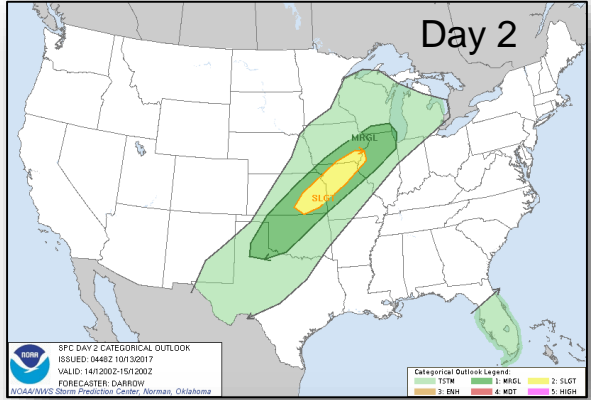 Day 2
MRGL
SLGT
noaa
SPC DAY 2 CATEGORICAL OUTLOOK
ISSUED: 0448Z 10/13/2017
VALID: 14/1200Z-15/1200Z
FORECASTER: DARROW
NOAA/NWS Storm Prediction Center, Norman, Oklahoma
Categorical Outlook Legend:
TSTM 1: MRGL 2: SLGT
3: ENH 4: MDT 5: HIGH